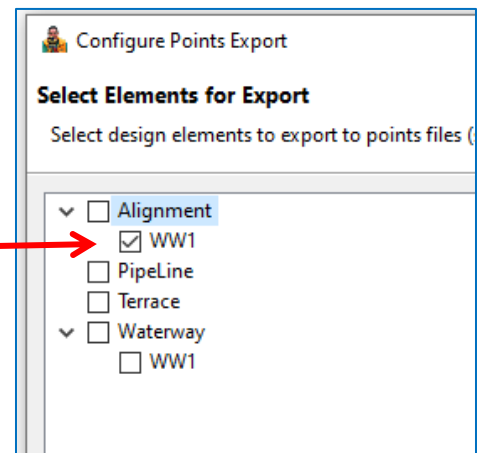 Configure Points Export
Select Elements for Export
Select design elements to export to points files (
Alignment
WW1
PipeLine
Terrace
Waterway
WW1